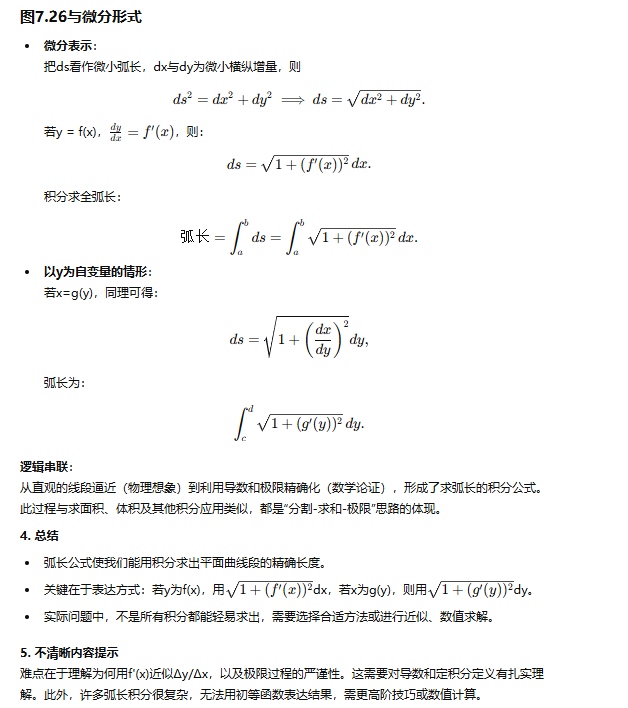 图7.26与微分形式
• 微分表示：
把ds看作微小弧长，dx与dy为微小横纵增量，则
ds² = dx² + dy² ⟹ ds = √(dx² + dy²).
若y = f(x)，dy/dx = f′(x)，则：
ds = √(1 + (f′(x))²) dx.
积分求全弧长：
弧长 = ∫_a^b ds = ∫_a^b √(1 + (f′(x))²) dx.
• 以y为自变量的情形：
若x=g(y)，同理可得：
ds = √(1 + (dx/dy)²) dy,
弧长为：
∫_c^d √(1 + (g′(y))²) dy.
逻辑串联：
从直观的线段逼近（物理想象）到利用导数和极限精确化（数学论证），形成了求弧长的积分公式。
此过程与求面积、体积及其他积分应用类似，都是“分割-求和-极限”思路的体现。
4. 总结
• 弧长公式使我们能用积分求出平面曲线段的精确长度。
• 关键在于表达方式：若y为f(x)，用√(1 + (f′(x))²)dx，若x为g(y)，则用√(1 + (g′(y))²)dy。
• 实际问题中，不是所有积分都能轻易求出，需要选择合适方法或进行近似、数值求解。
5. 不清晰内容提示
难点在于理解为何用f'(x)近似Δy/Δx，以及极限过程的严谨性。这需要对导数和定积分定义有扎实理
解。此外，许多弧长积分很复杂，无法用初等函数表达结果，需更高阶技巧或数值计算。